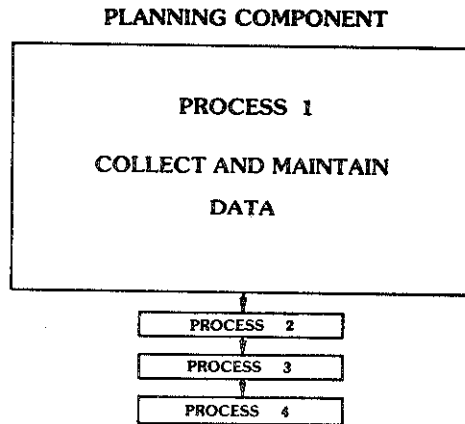 PLANNING COMPONENT
PROCESS 1
COLLECT AND MAINTAIN
DATA
PROCESS 2
PROCESS 3
PROCESS 4